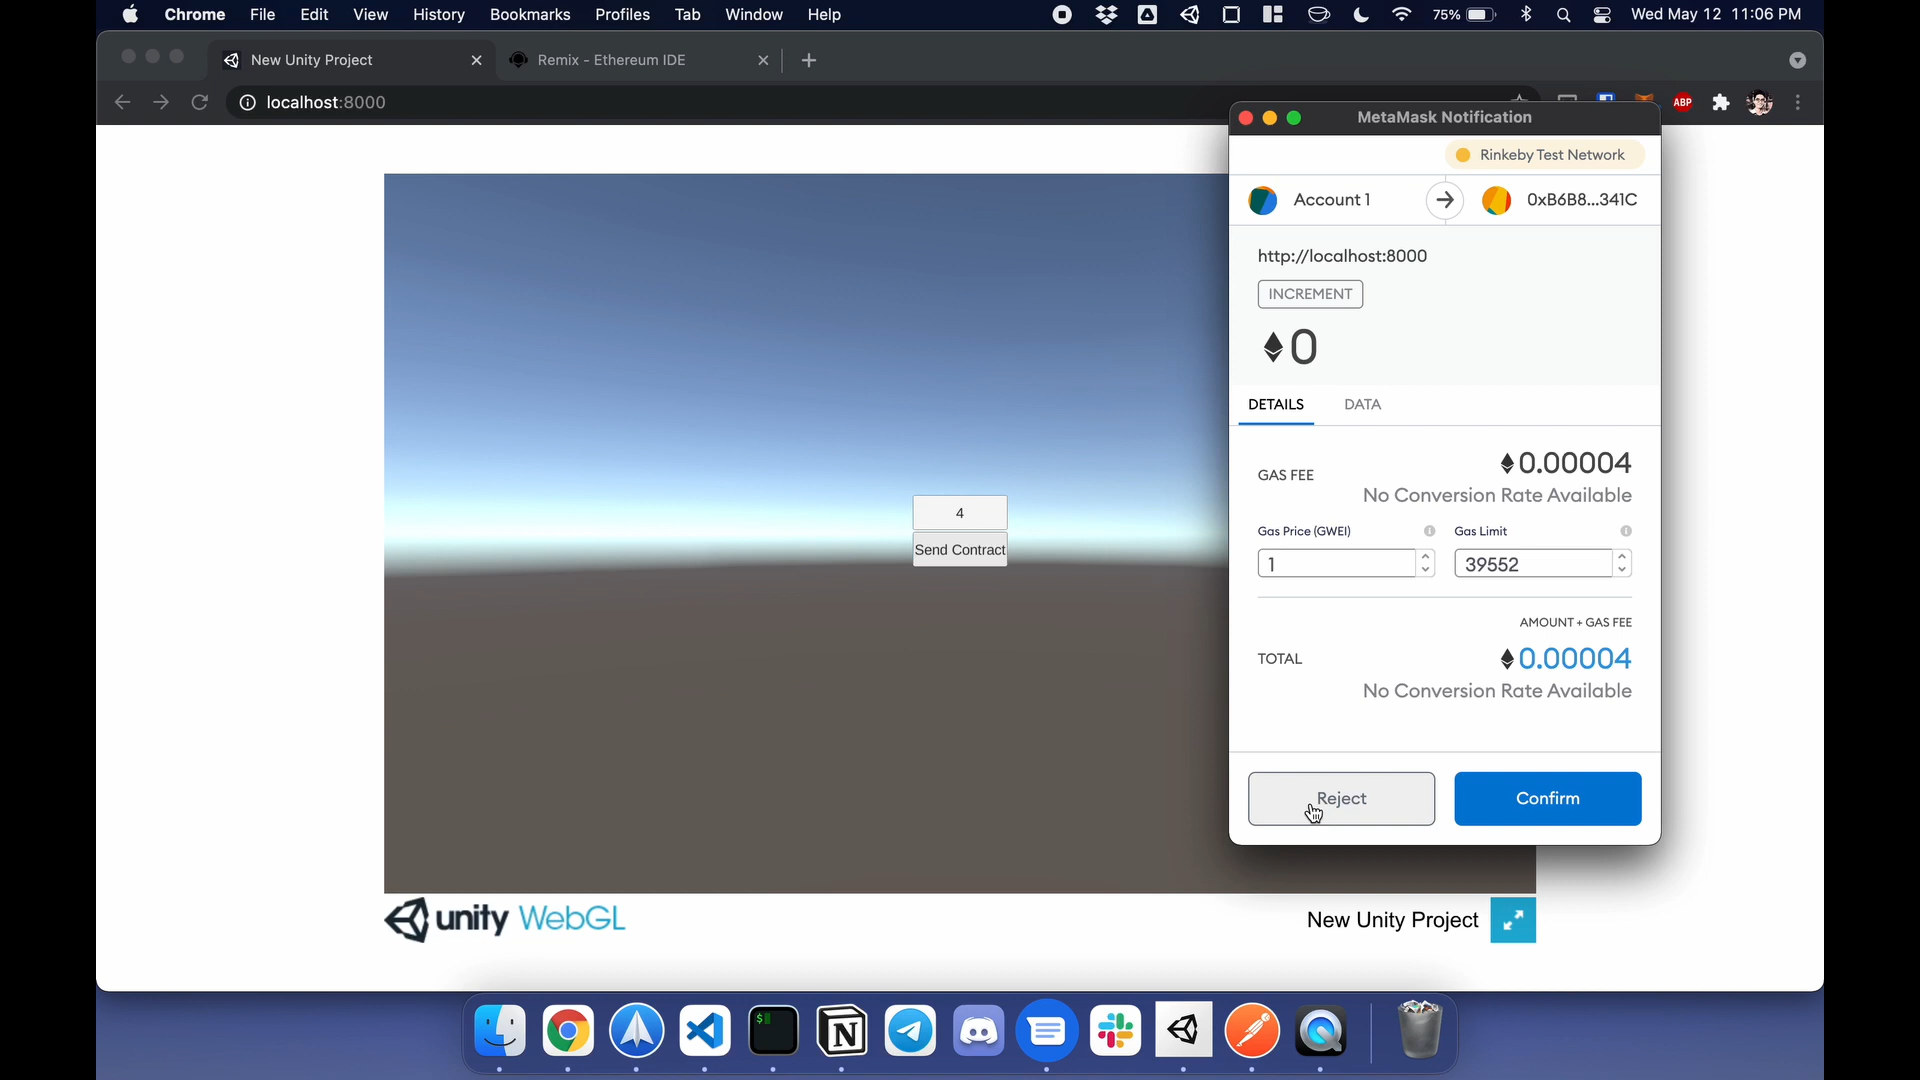 Chrome File Edit View History Bookmarks Profiles Tab Window Help 75% Wed May 12 11:06 PM
New Unity Project Remix - Ethereum IDE
localhost:8000 ABP
MetaMask Notification
Rinkeby Test Network
Account 1 0xB6B8...341C
http://localhost:8000
INCREMENT
0
DETAILS DATA
GAS FEE 0.00004
No Conversion Rate Available
Gas Price (GWEI) Gas Limit
1 39552
AMOUNT + GAS FEE
TOTAL 0.00004
No Conversion Rate Available
Reject Confirm
4
Send Contract
unity WebGL New Unity Project
$